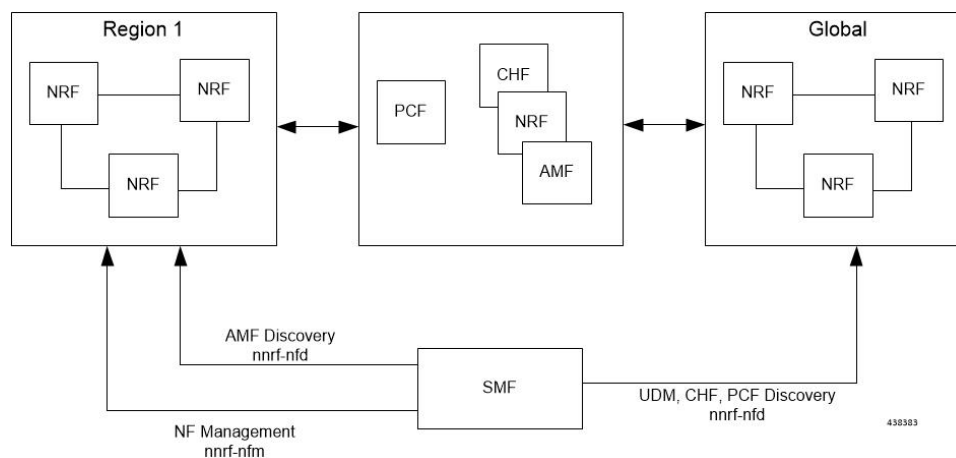 Region 1
NRF
NRF
NRF
PCF
CHF
NRF
AMF
Global
NRF
NRF
NRF
AMF Discovery
nnrf-nfd
SMF
UDM, CHF, PCF Discovery
nnrf-nfd
NF Management
nnrf-nfm
438383